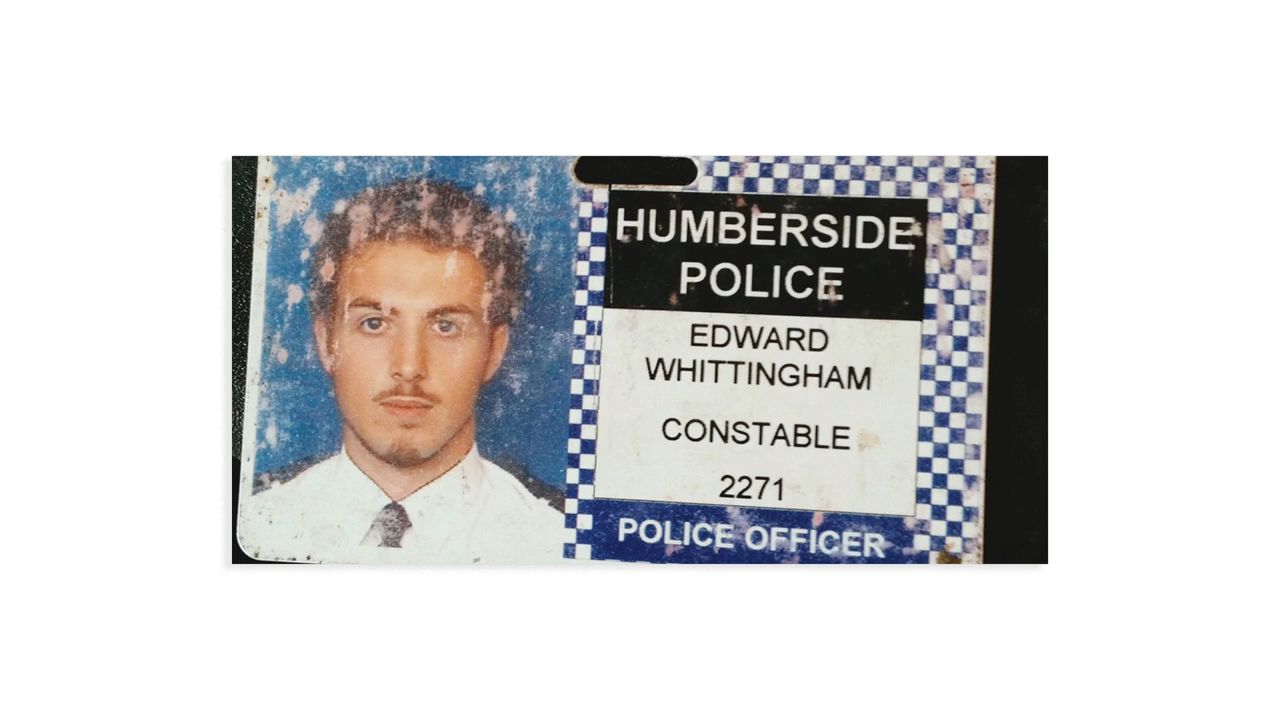 HUMBERSIDE
POLICE
EDWARD
WHITTINGHAM
CONSTABLE
2271
POLICE OFFICER